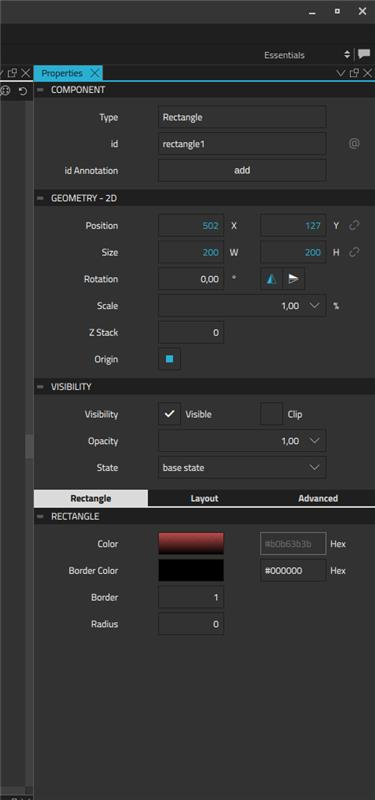 Essentials
Properties
COMPONENT
Type Rectangle
id rectangle1 @
id Annotation add
GEOMETRY - 2D
Position 502 X 127 Y
Size 200 W 200 H
Rotation 0,00 °
Scale 1,00 %
Z Stack 0
Origin
VISIBILITY
Visibility Visible Clip
Opacity 1,00
State base state
Rectangle Layout Advanced
RECTANGLE
Color #b0b63b3b Hex
Border Color #000000 Hex
Border 1
Radius 0